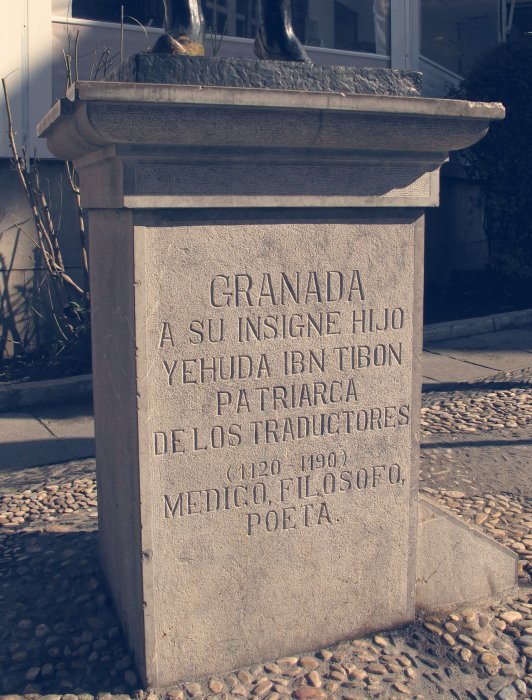 GRANADA
A SU INSIGNE HIJO
YEHUDA IBN TIBON
PATRIARCA
DE LOS TRADUCTORES
(1120 - 1190)
MEDICO, FILOSOFO,
POETA.